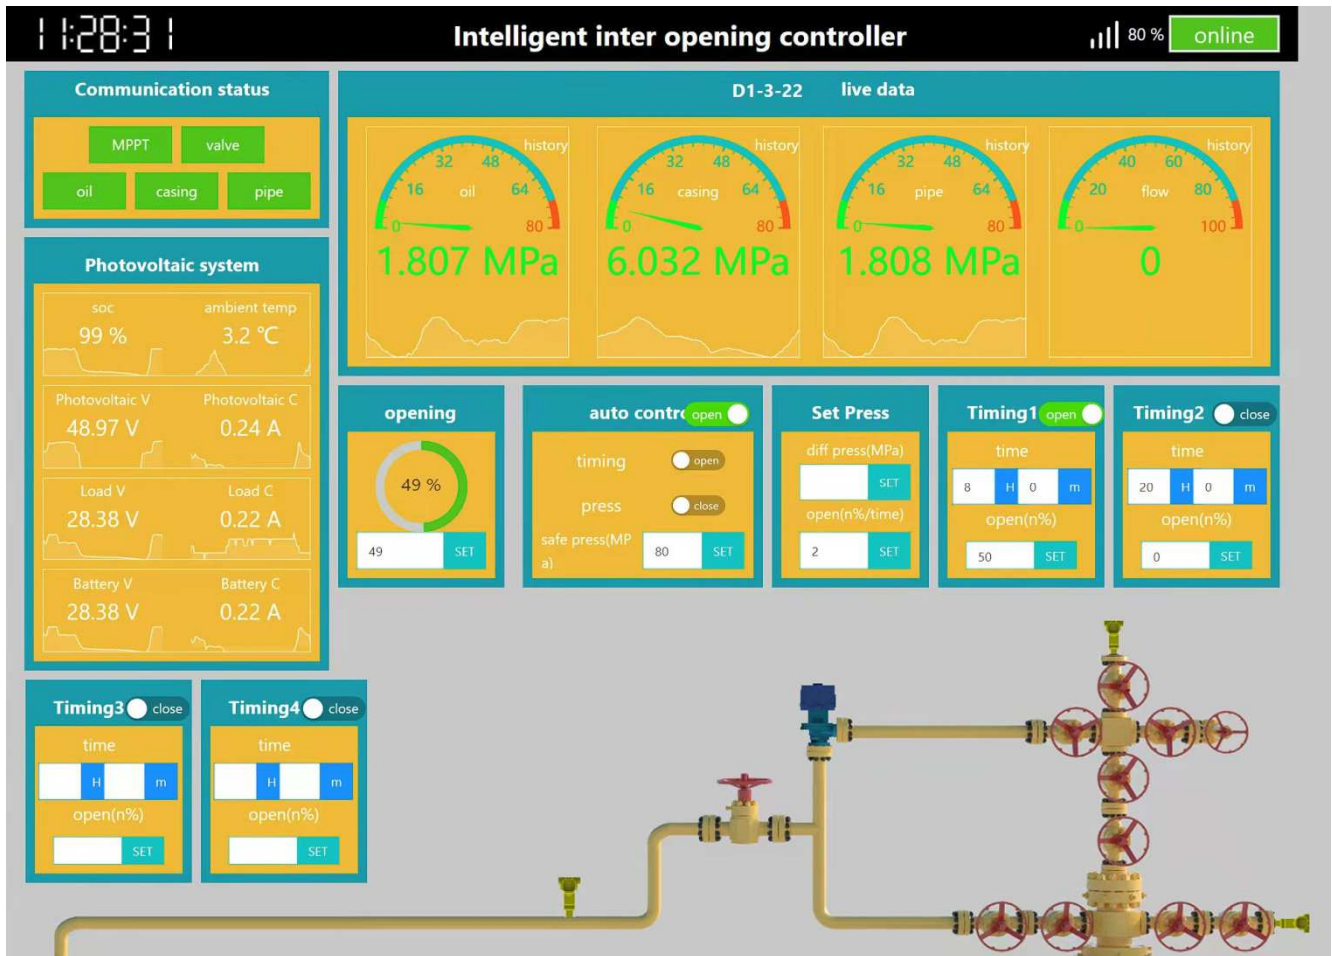 11:28:31
Intelligent inter opening controller
80 %
online
Communication status
MPPT valve
oil casing pipe
D1-3-22 live data
history
0 16 32 48 64 80
oil
1.807 MPa
history
0 16 32 48 64 80
casing
6.032 MPa
history
0 16 32 48 64 80
pipe
1.808 MPa
history
0 20 40 60 80 100
flow
0
Photovoltaic system
soc ambient temp
99 % 3.2 ℃
Photovoltaic V Photovoltaic C
48.97 V 0.24 A
Load V Load C
28.38 V 0.22 A
Battery V Battery C
28.38 V 0.22 A
opening
49 %
49 SET
auto contro open
timing open
press close
safe press(MP
a)
80 SET
Set Press
diff press(MPa)
SET
open(n%/time)
2 SET
Timing1 open
time
8 H 0 m
open(n%)
50 SET
Timing2 close
time
20 H 0 m
open(n%)
0 SET
Timing3 close
time
H m
open(n%)
SET
Timing4 close
time
H m
open(n%)
SET